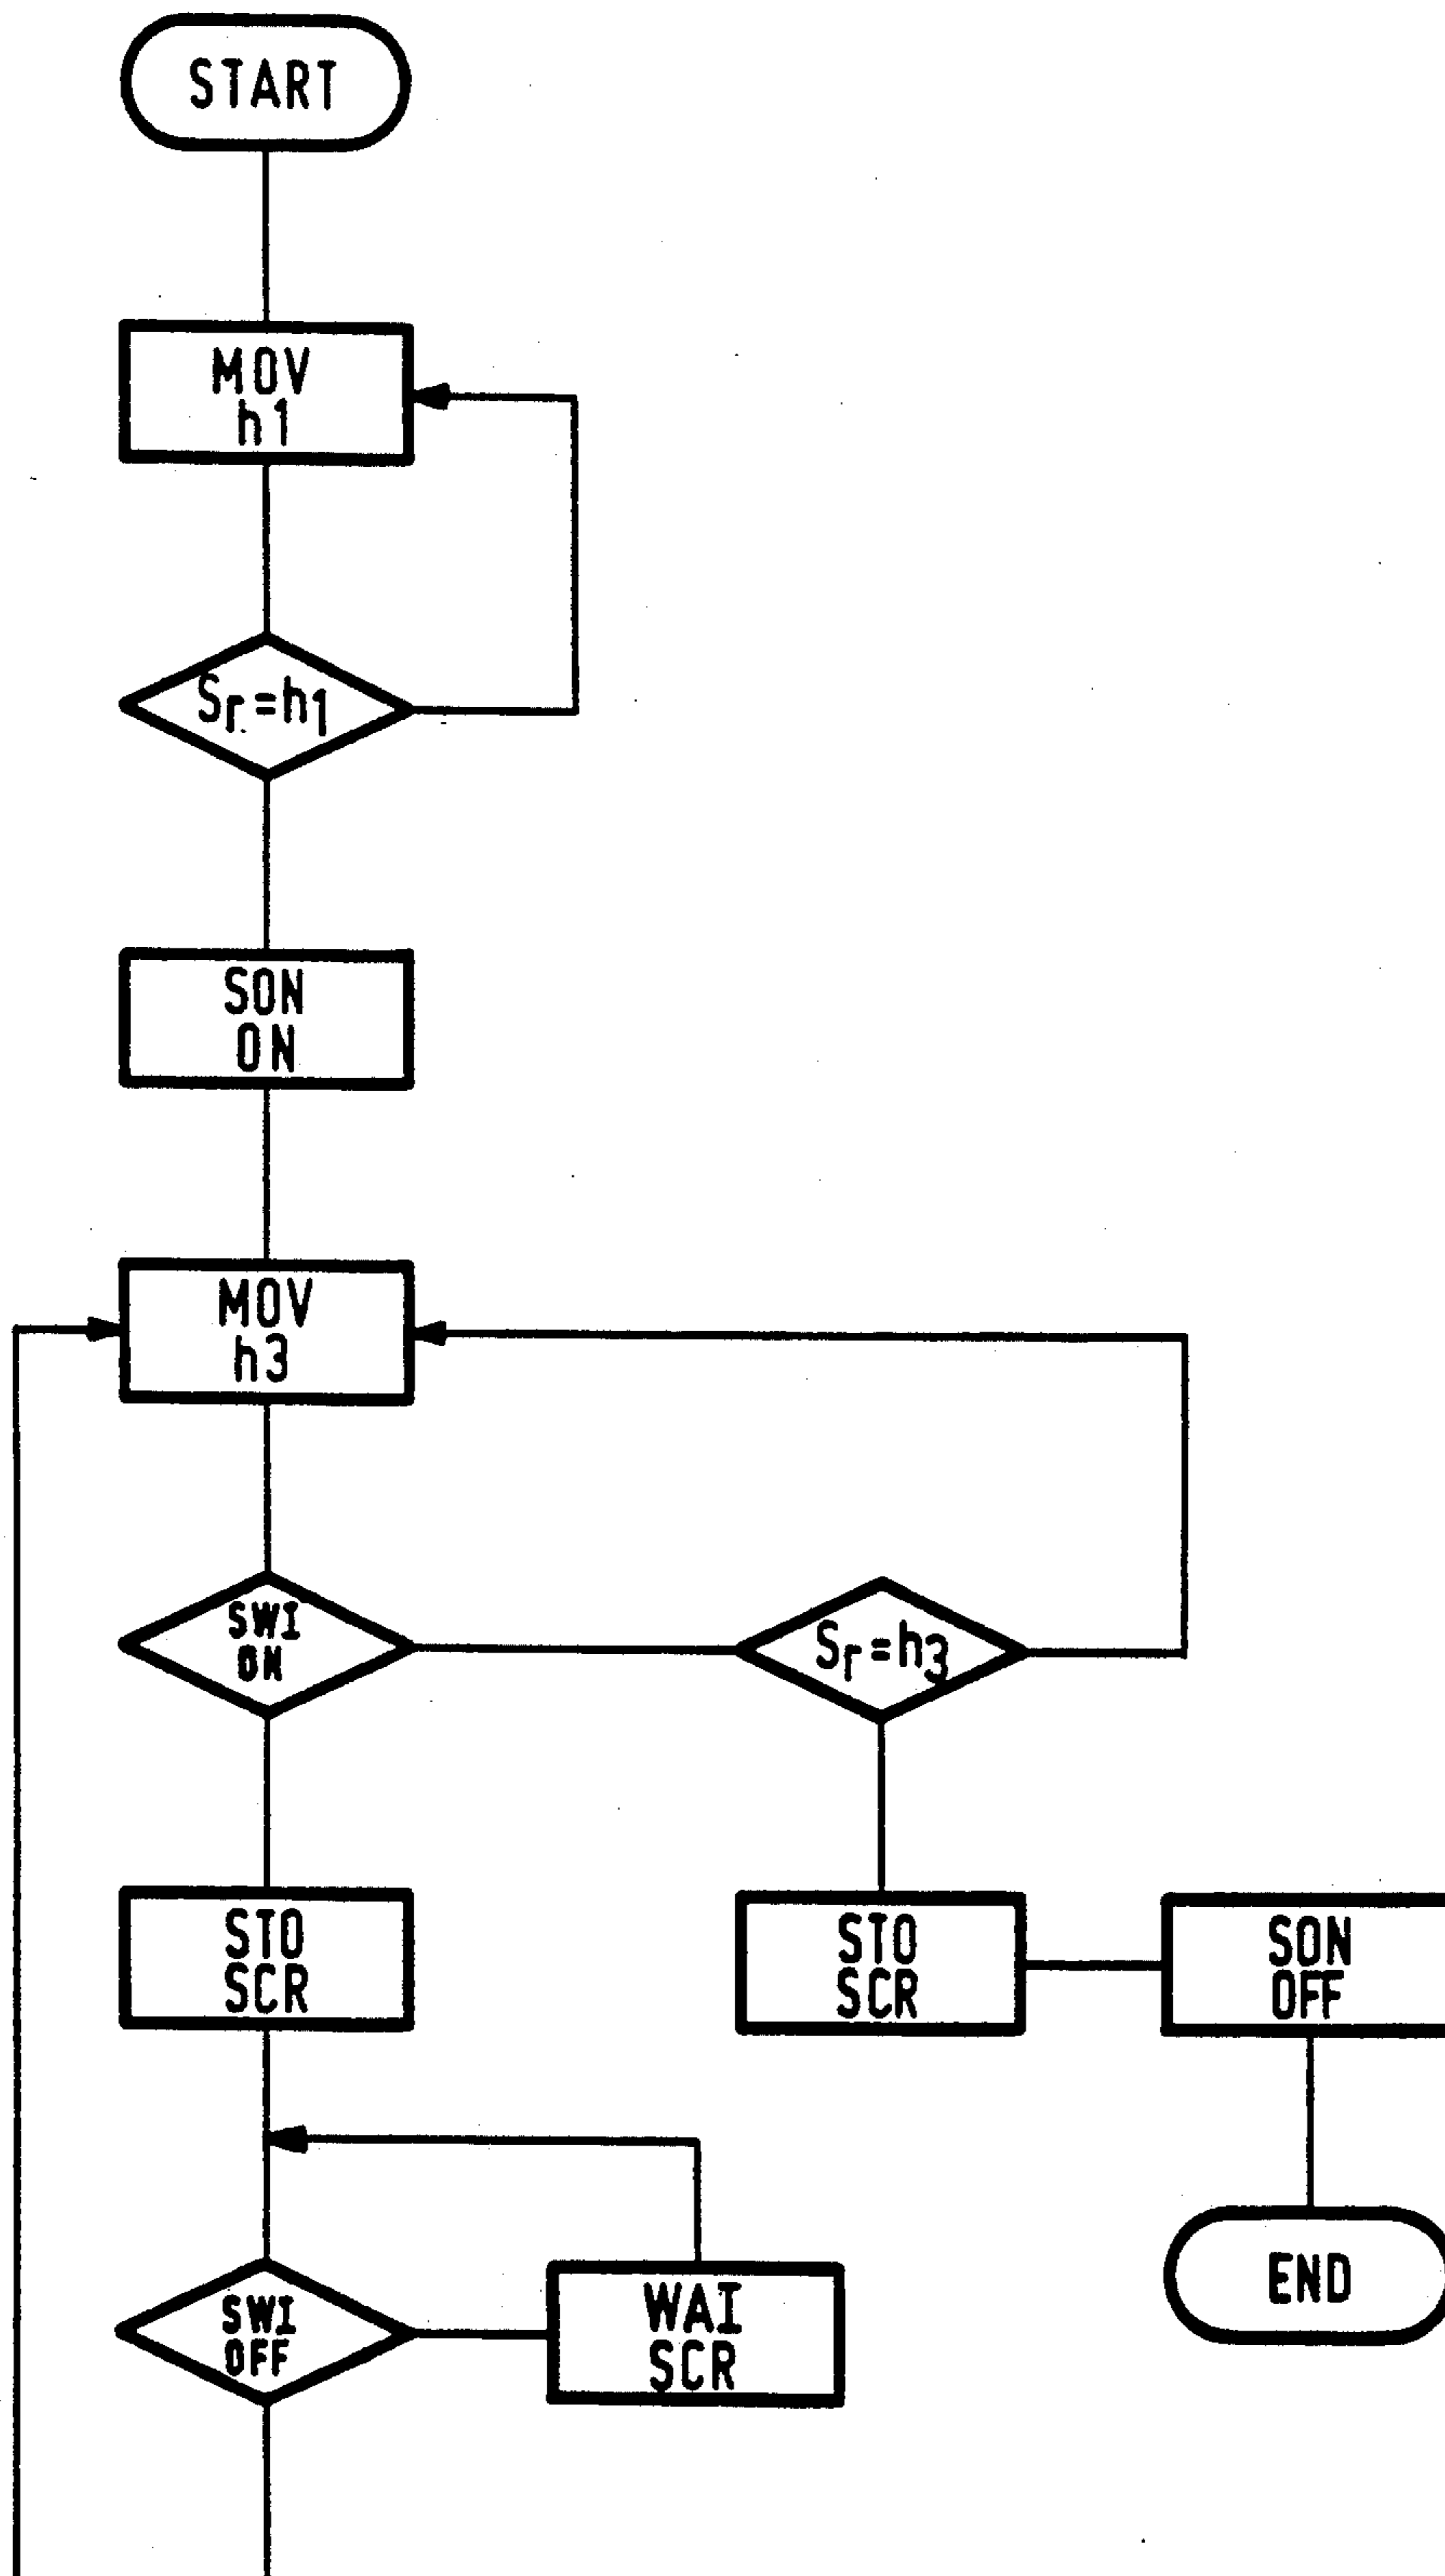 START
MOV
h1
Sr=h1
SON
ON
MOV
h3
SWI
ON
Sr=h3
STO
SCR
STO
SCR
SON
OFF
SWI
OFF
WAI
SCR
END